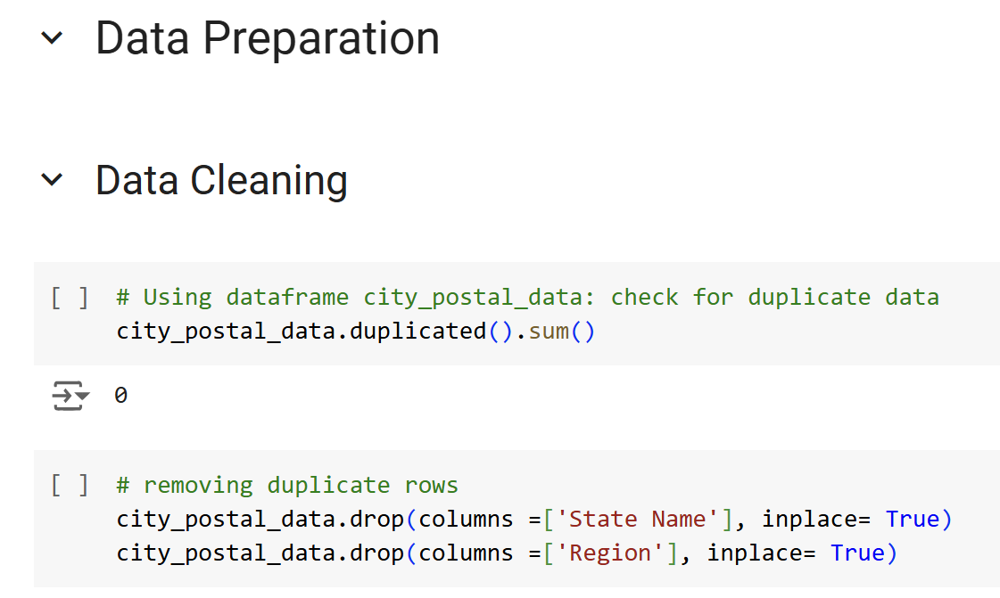 Data Preparation
Data Cleaning
[ ] # Using dataframe city_postal_data: check for duplicate data
city_postal_data.duplicated().sum()
0
[ ] # removing duplicate rows
city_postal_data.drop(columns =['State Name'], inplace= True)
city_postal_data.drop(columns =['Region'], inplace= True)